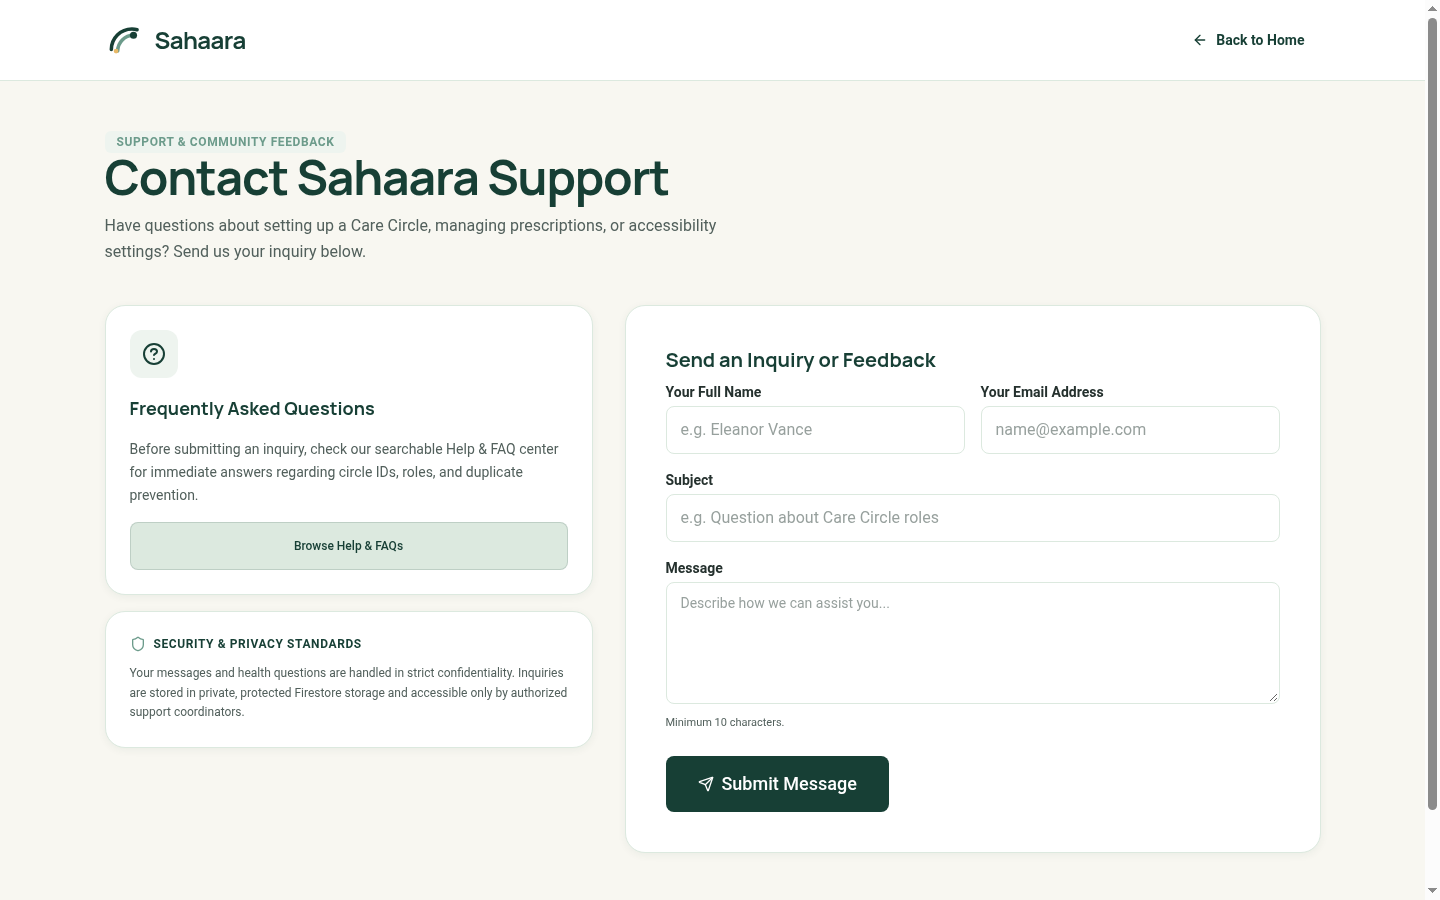 Sahaara
Back to Home
SUPPORT & COMMUNITY FEEDBACK
Contact Sahaara Support
Have questions about setting up a Care Circle, managing prescriptions, or accessibility
settings? Send us your inquiry below.
Frequently Asked Questions
Before submitting an inquiry, check our searchable Help & FAQ center
for immediate answers regarding circle IDs, roles, and duplicate
prevention.
Browse Help & FAQs
SECURITY & PRIVACY STANDARDS
Your messages and health questions are handled in strict confidentiality. Inquiries
are stored in private, protected Firestore storage and accessible only by authorized
support coordinators.
Send an Inquiry or Feedback
Your Full Name
Your Email Address
e.g. Eleanor Vance
name@example.com
Subject
e.g. Question about Care Circle roles
Message
Describe how we can assist you...
Minimum 10 characters.
Submit Message